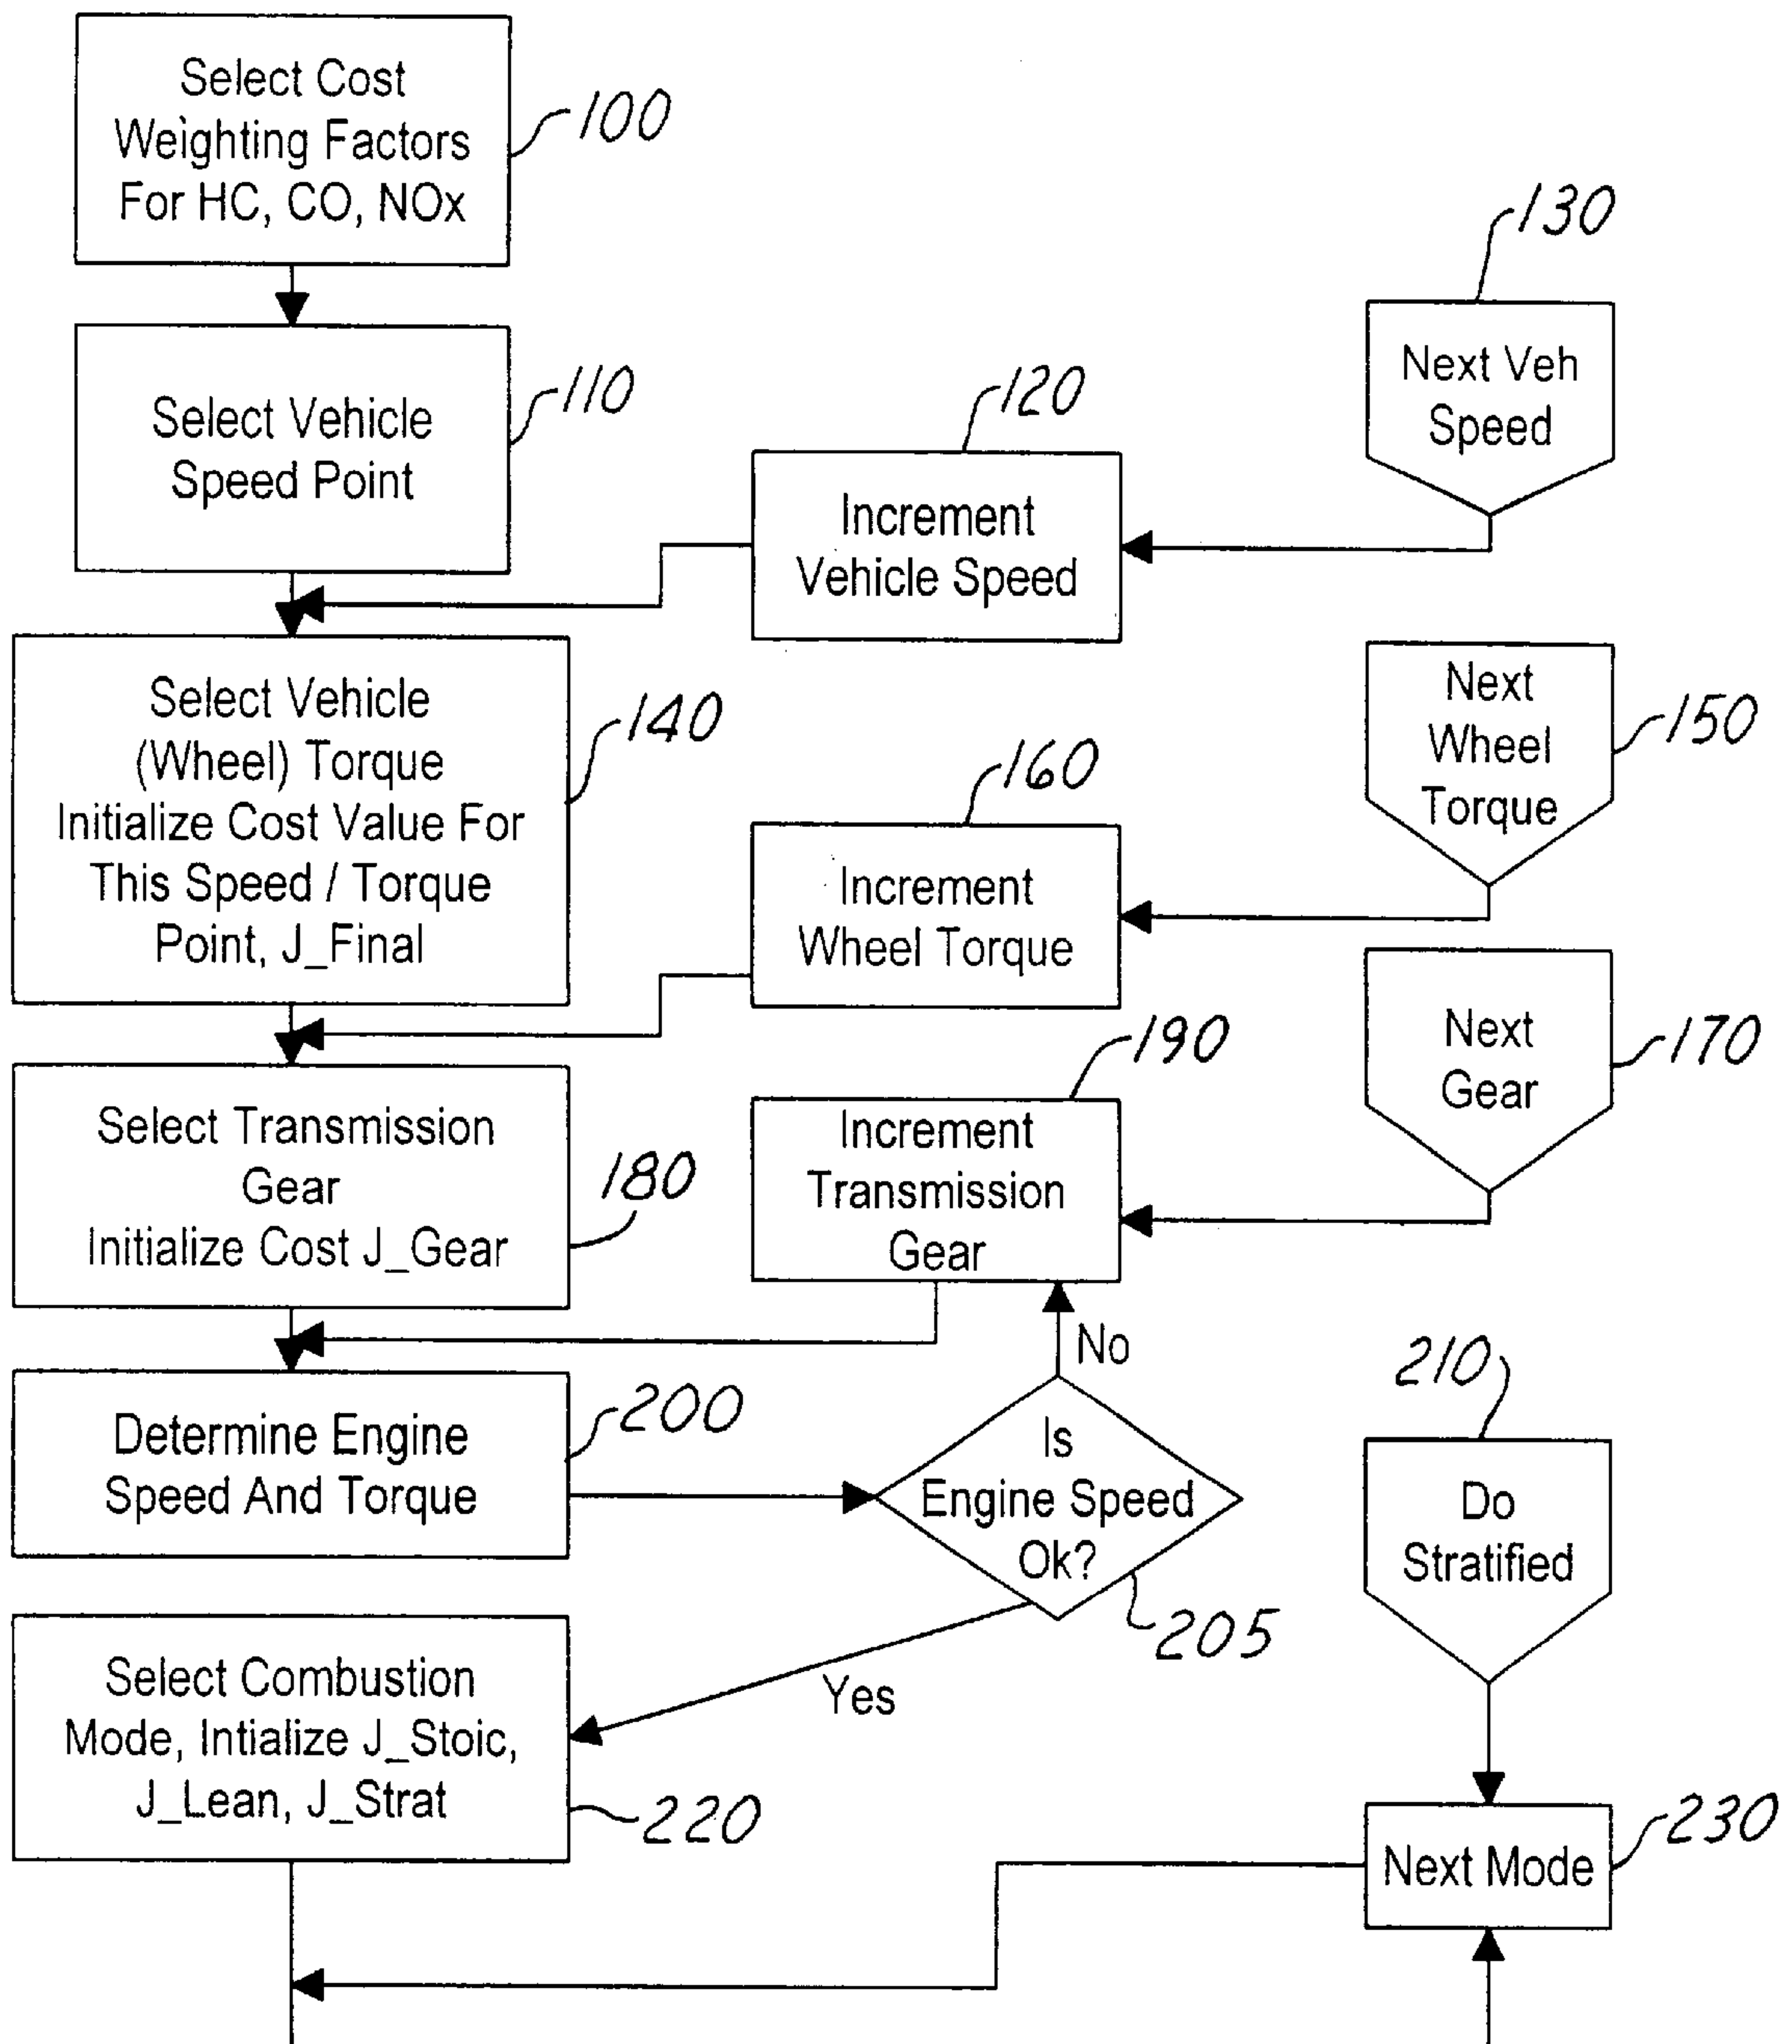 Select Cost
Weighting Factors
For HC, CO, NOx
100
130
Next Veh
Speed
Select Vehicle
Speed Point
110
120
Increment
Vehicle Speed
Select Vehicle
(Wheel) Torque
Initialize Cost Value For
This Speed / Torque
Point, J_Final
140
Next
Wheel
Torque
150
160
Increment
Wheel Torque
Next
Gear
170
Select Transmission
Gear
Initialize Cost J_Gear
180
190
Increment
Transmission
Gear
No
Determine Engine
Speed And Torque
200
Is
Engine Speed
Ok?
205
210
Do
Stratified
Yes
Select Combustion
Mode, Intialize J_Stoic,
J_Lean, J_Strat
220
Next Mode
230